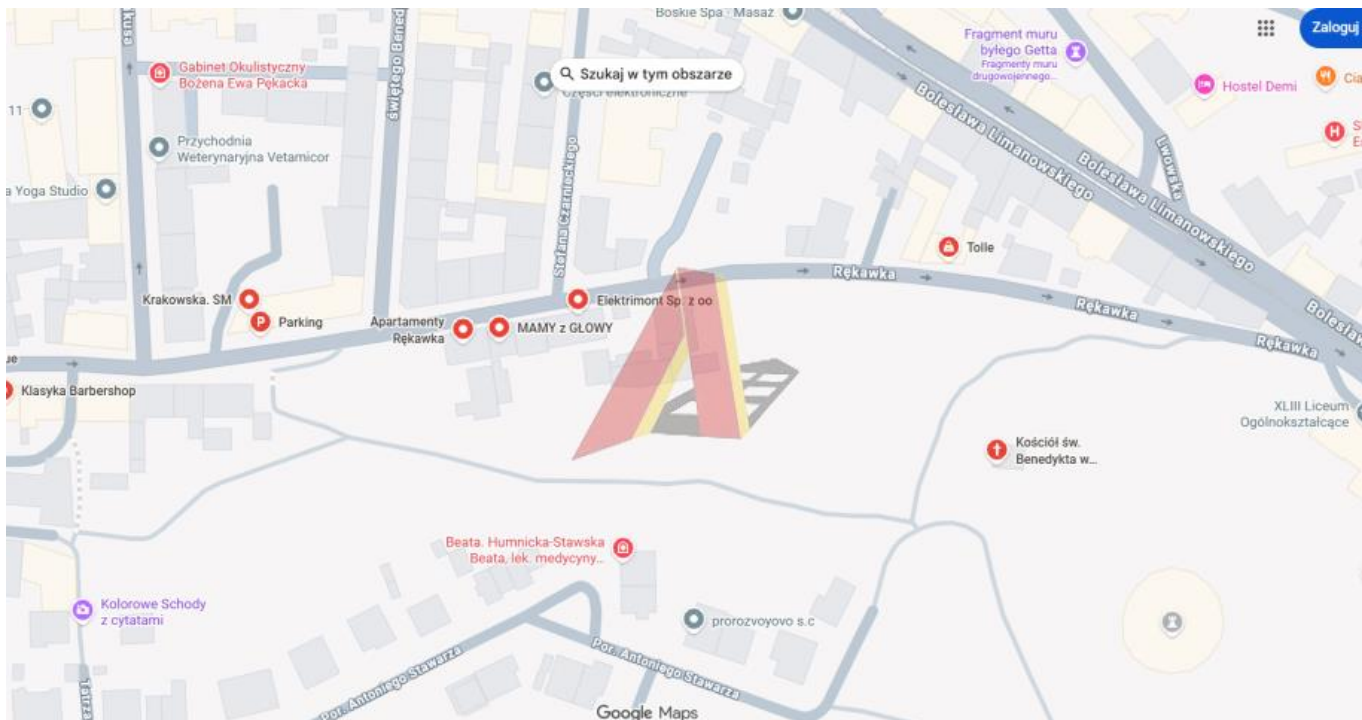 Boskie Spa - Masaż
Zaloguj
Fragment muru
byłego Getta
Fragmenty muru
drugowojennego...
Szukaj w tym obszarze
Części elektroniczne
Gabinet Okulistyczny
Bożena Ewa Pękacka
Hostel Demi
11
Przychodnia
Weterynaryjna Vetamicor
a Yoga Studio
świętego Bened
Stefana Czarnieckiego
Bolesława Limanowskiego
Bolesława Limanowskiego
Lwowska
Tolle
Rękawka
Rękawka
Rękawka
Krakowska. SM
P
Parking
Elektrimont Sp. z oo
Apartamenty
Rękawka
MAMY z GŁOWY
Klasyka Barbershop
XLIII Liceum
Ogólnokształcące
Kościół św.
Benedykta w...
Beata. Humnicka-Stawska
Beata, lek. medycyny...
Kolorowe Schody
z cytatami
prorozvoyovo s.c
Por. Antoniego Stawarza
Por. Antoniego Stawarza
Google Maps